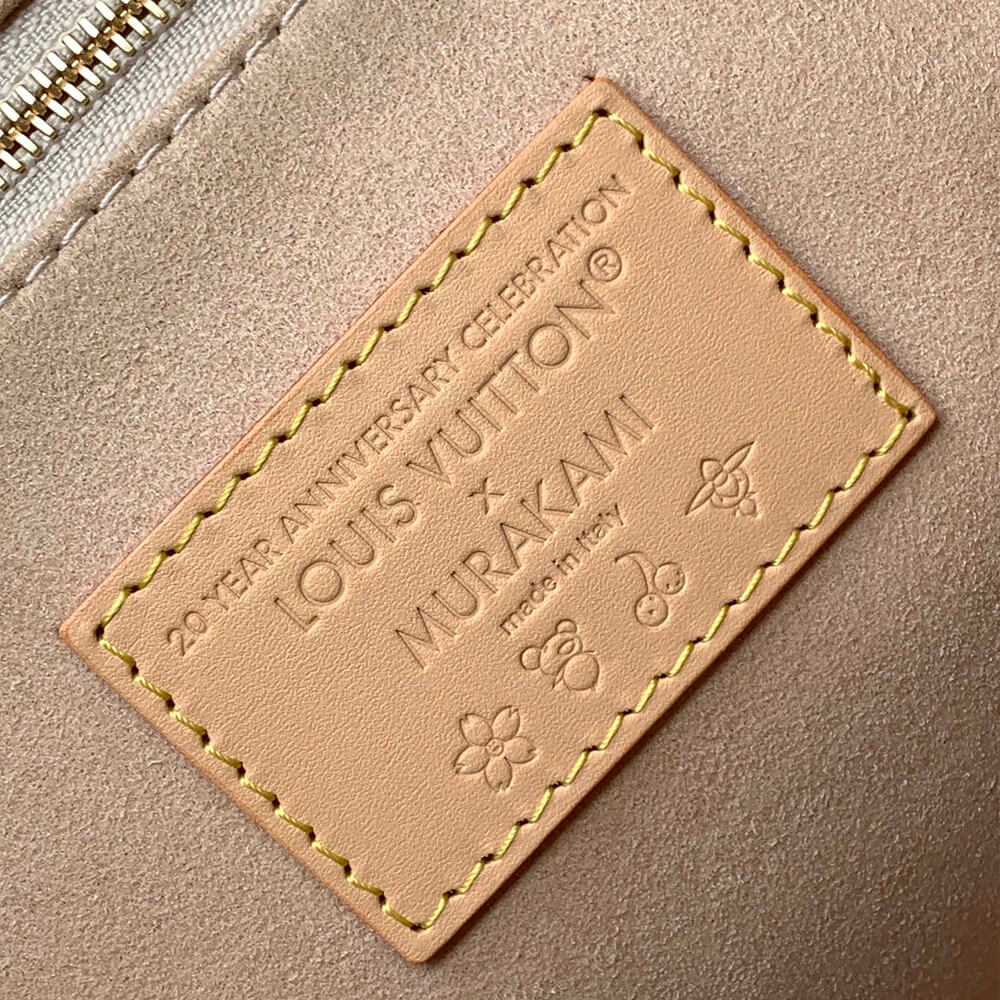 20 YEAR ANNIVERSARY CELEBRATION
LOUIS VUITTON®
x
MURAKAMI
made in Italy